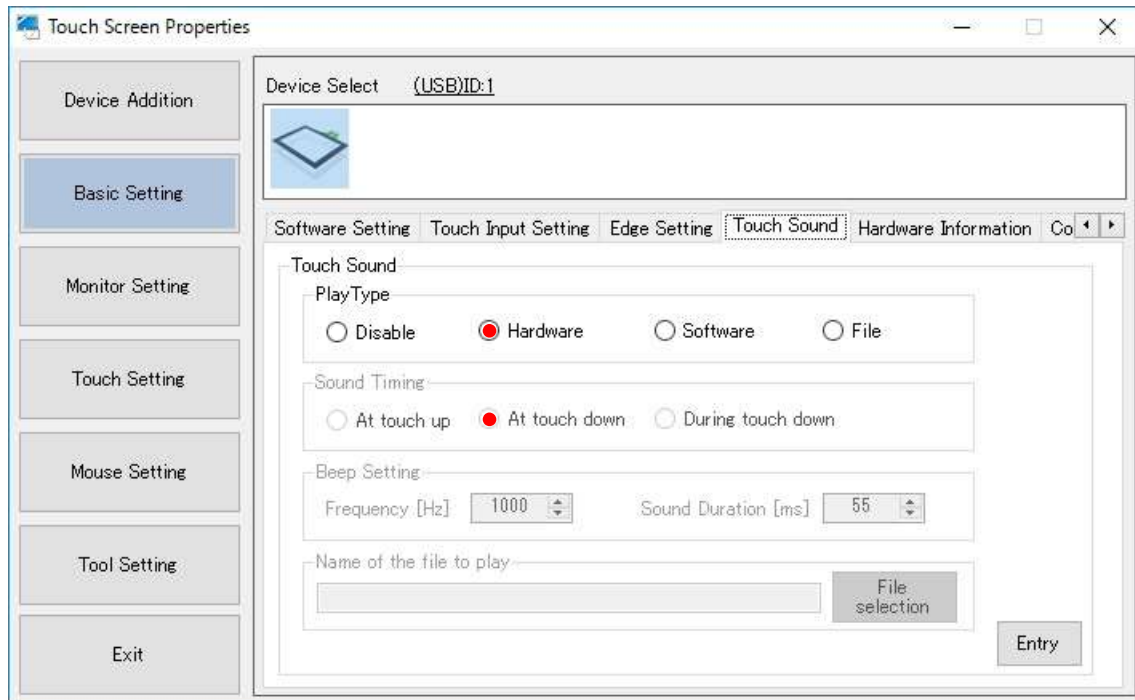 Touch Screen Properties
Device Addition
Basic Setting
Monitor Setting
Touch Setting
Mouse Setting
Tool Setting
Exit
Device Select (USB)ID:1
Software Setting Touch Input Setting Edge Setting Touch Sound Hardware Information Co
Touch Sound
PlayType
Disable Hardware Software File
Sound Timing
At touch up At touch down During touch down
Beep Setting
Frequency [Hz] 1000 Sound Duration [ms] 55
Name of the file to play
File
selection
Entry